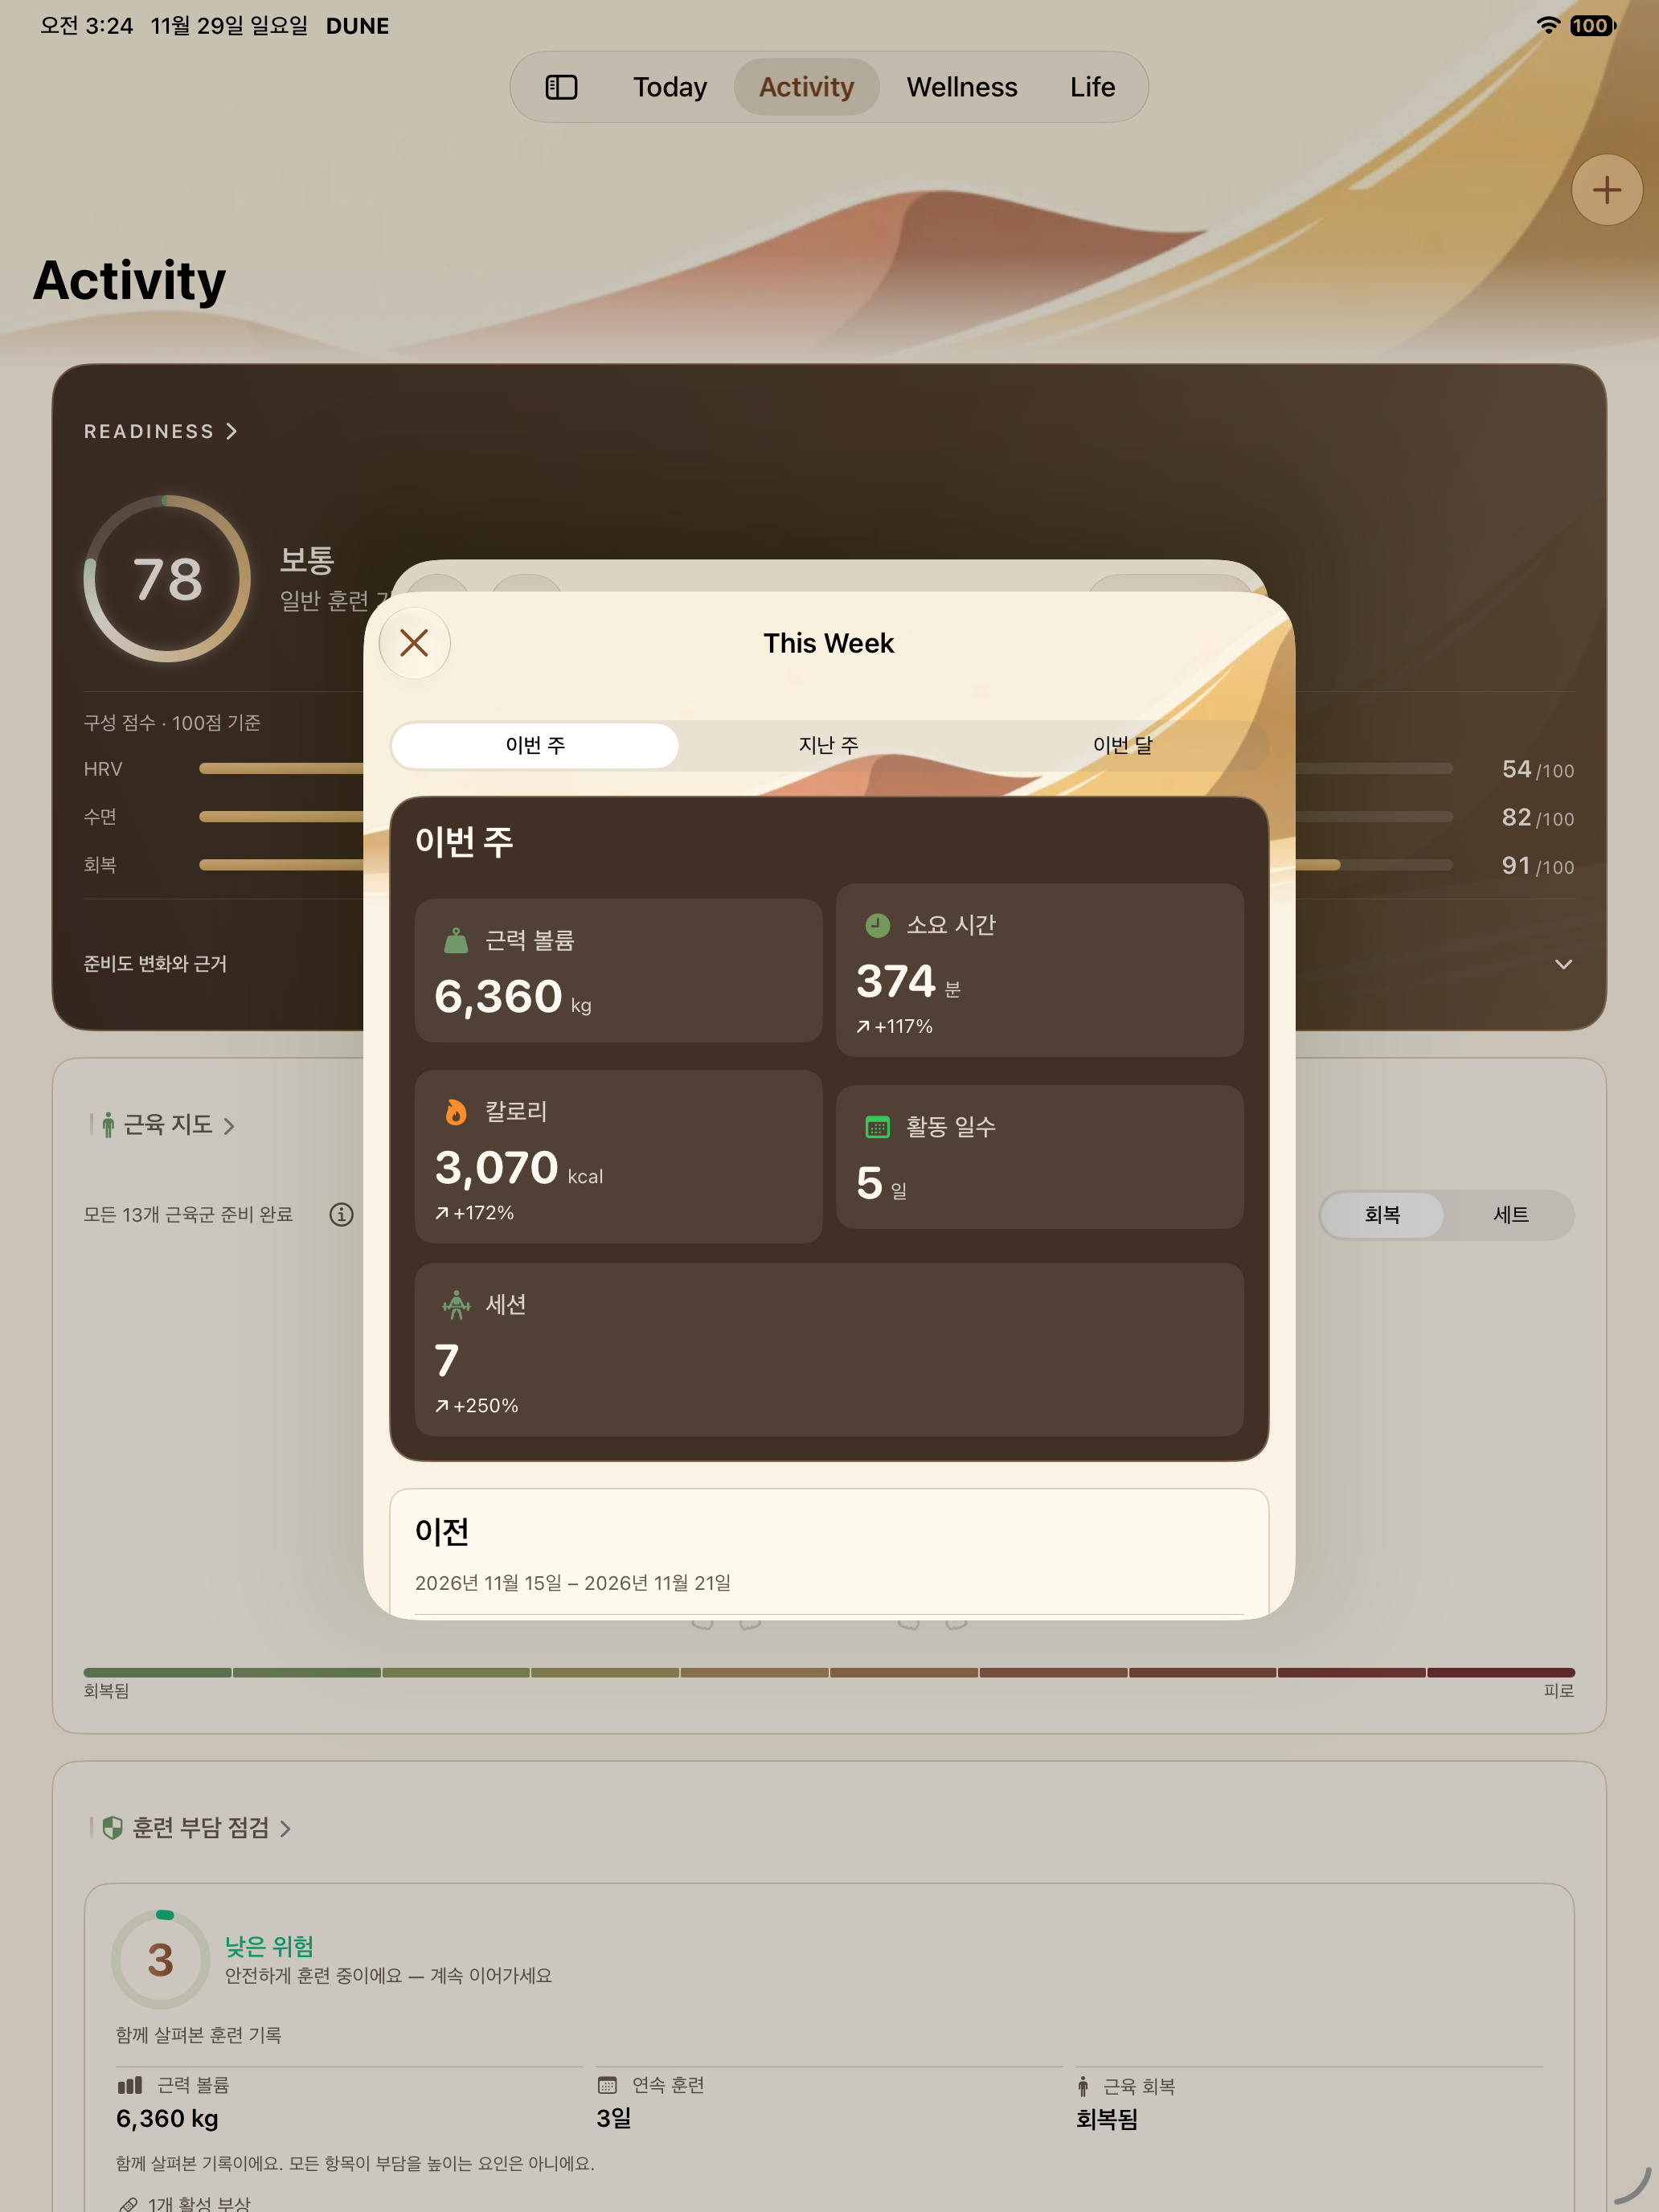 오전 3:24 11월 29일 일요일 DUNE 100
Today Activity Wellness Life
Activity
READINESS
78
보통
일반 훈련
구성 점수 · 100점 기준
HRV 54/100
수면 82/100
회복 91/100
준비도 변화와 근거
This Week
이번 주 지난 주 이번 달
이번 주
근력 볼륨
6,360 kg
소요 시간
374 분
+117%
칼로리
3,070 kcal
+172%
활동 일수
5 일
세션
7
+250%
이전
2026년 11월 15일 – 2026년 11월 21일
근육 지도
모든 13개 근육군 준비 완료
회복 세트
회복됨 피로
훈련 부담 점검
3
낮은 위험
안전하게 훈련 중이에요 — 계속 이어가세요
함께 살펴본 훈련 기록
근력 볼륨
6,360 kg
연속 훈련
3일
근육 회복
회복됨
함께 살펴본 기록이에요. 모든 항목이 부담을 높이는 요인은 아니에요.
1개 활성 부상